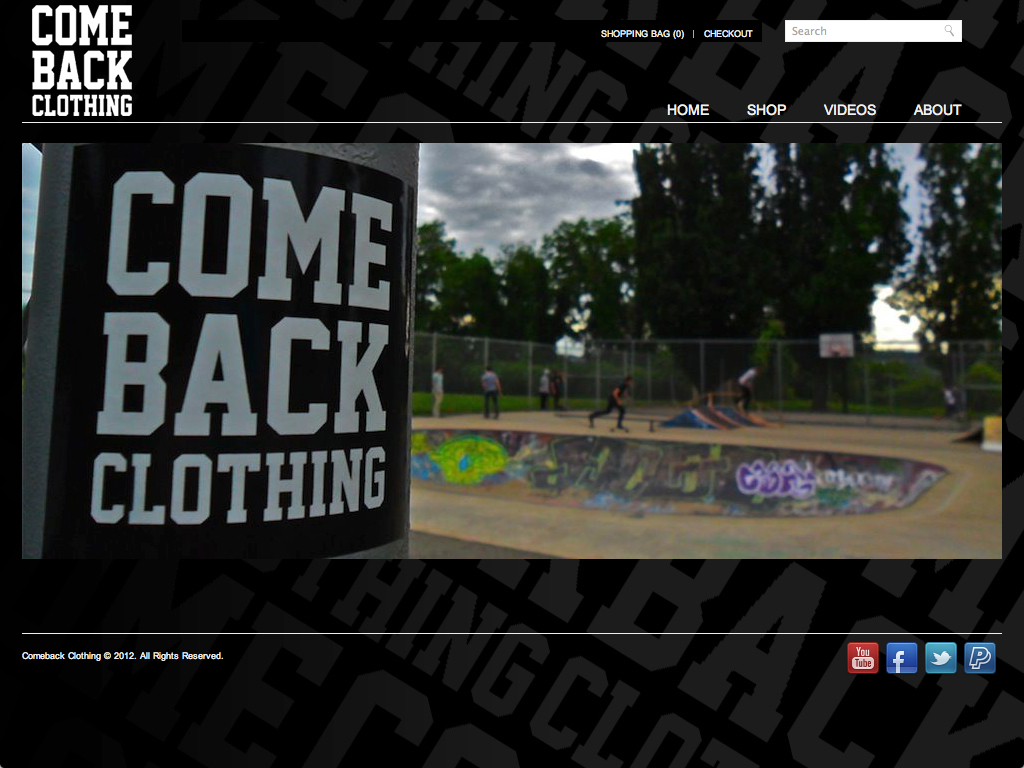 COME
BACK
CLOTHING
SHOPPING BAG (0) | CHECKOUT
Search
HOME SHOP VIDEOS ABOUT
COME
BACK
CLOTHING
Comeback Clothing © 2012. All Rights Reserved.
You
Tube